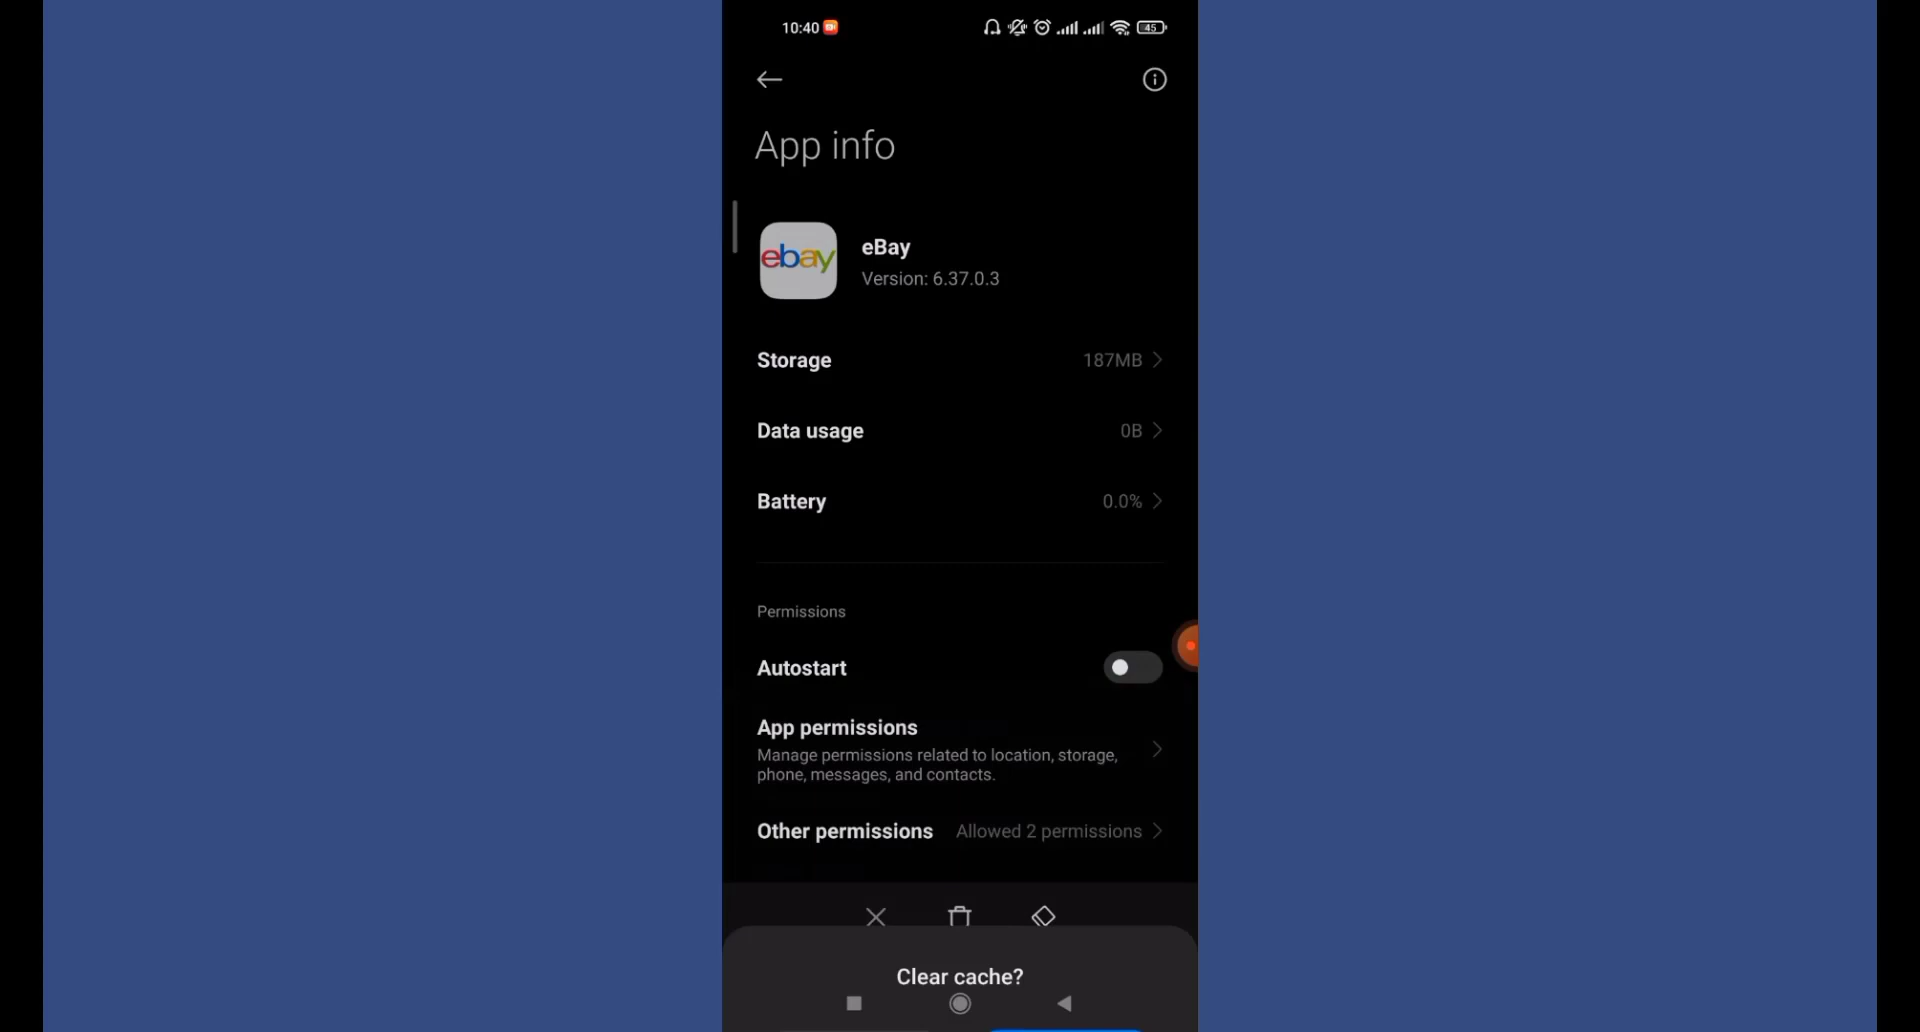 10:40
45
App info
ebay
eBay
Version: 6.37.0.3
Storage 187MB
Data usage 0B
Battery 0.0%
Permissions
Autostart
App permissions
Manage permissions related to location, storage,
phone, messages, and contacts.
Other permissions Allowed 2 permissions
Clear cache?